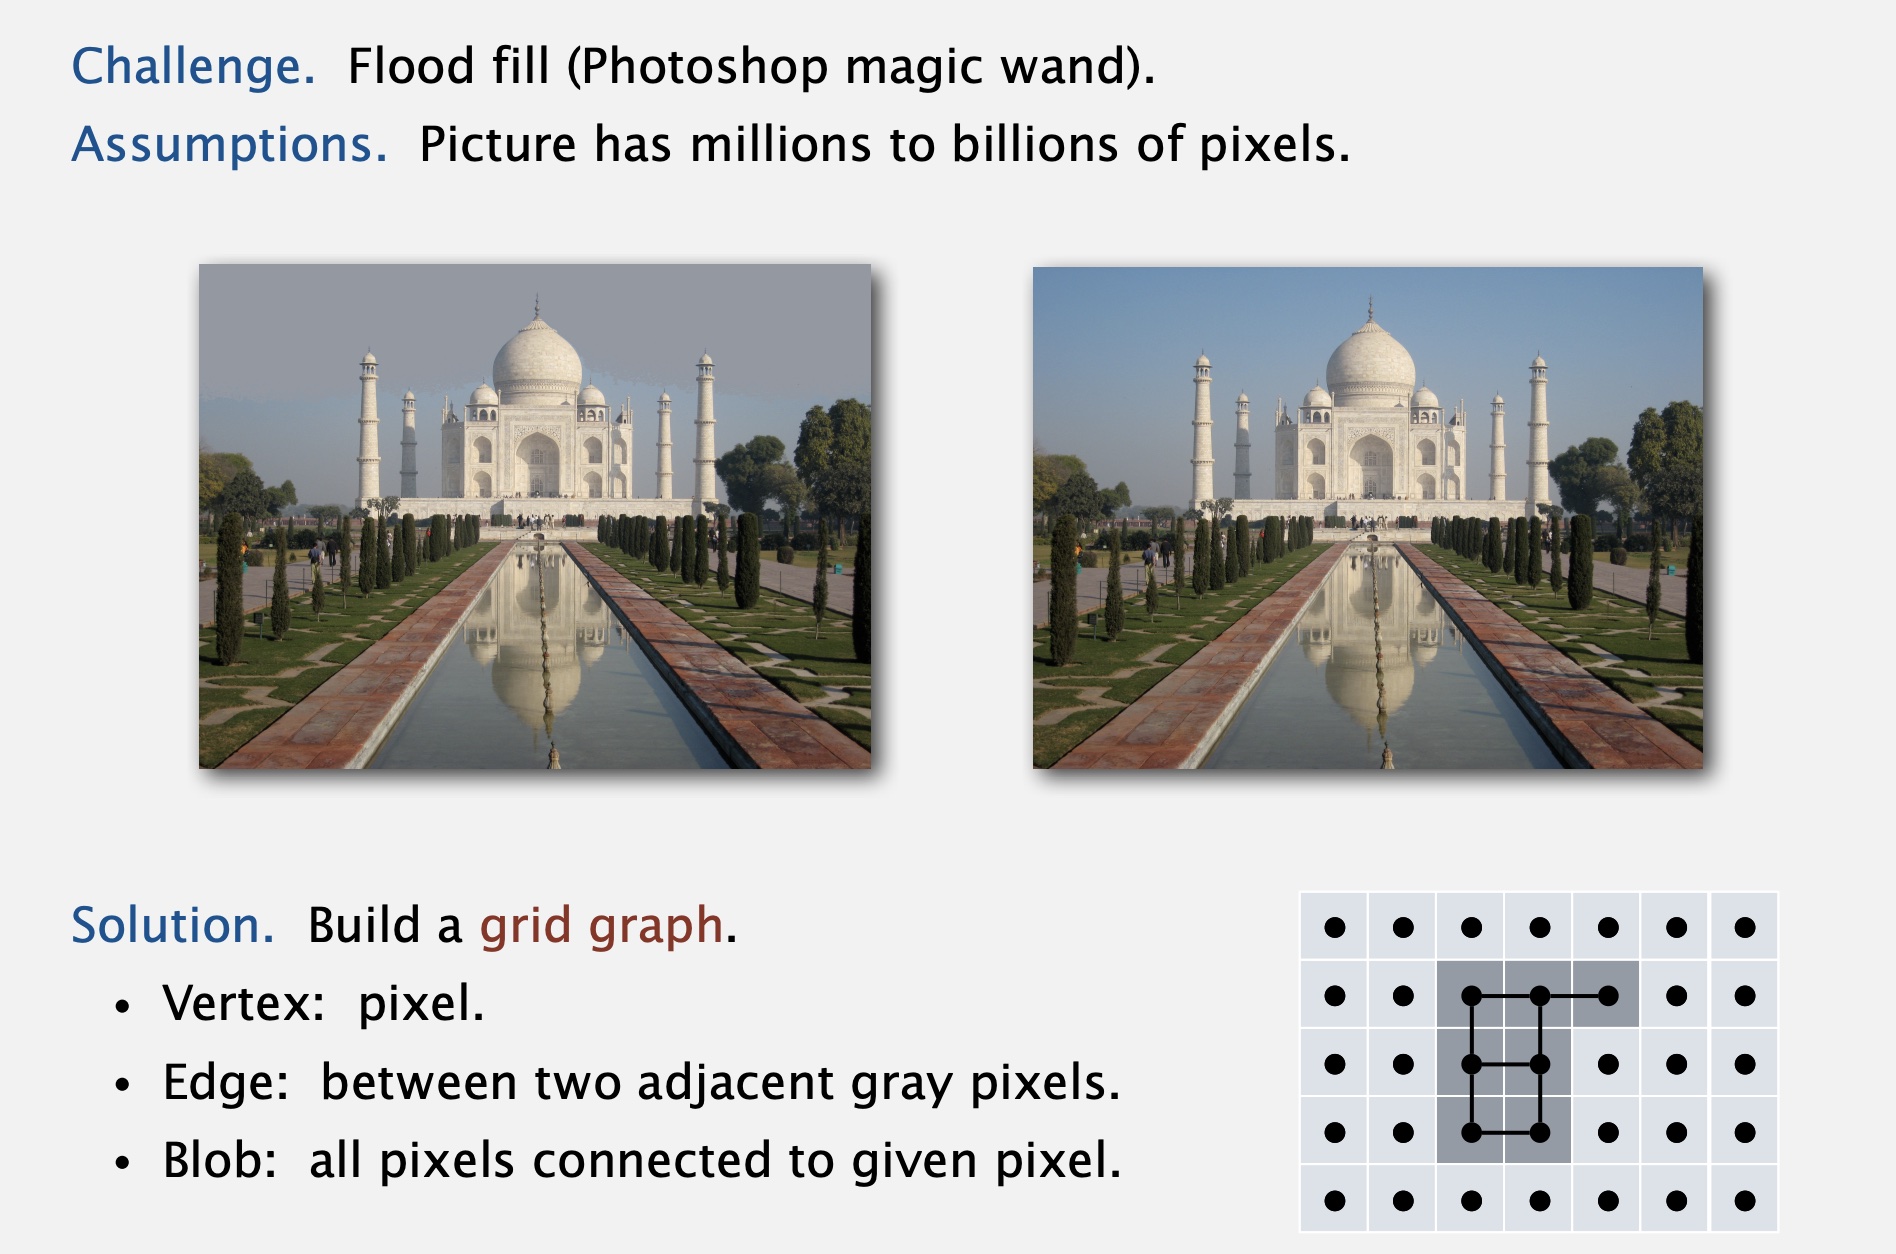 Challenge. Flood fill (Photoshop magic wand).
Assumptions. Picture has millions to billions of pixels.
Solution. Build a grid graph.
• Vertex: pixel.
• Edge: between two adjacent gray pixels.
• Blob: all pixels connected to given pixel.